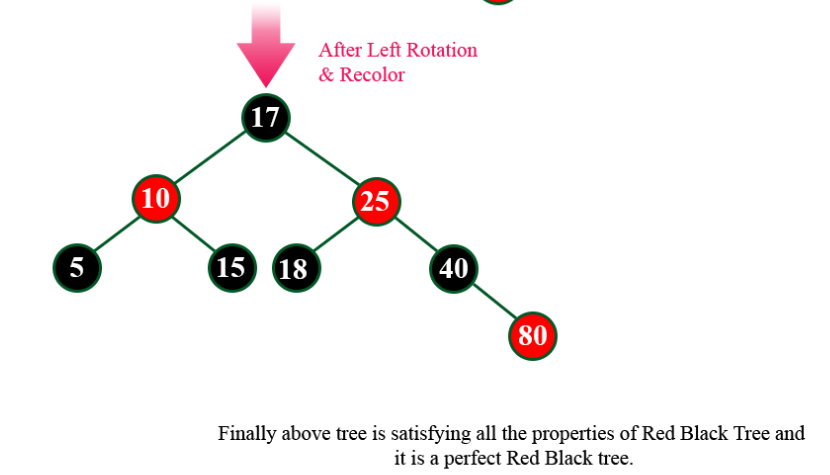 After Left Rotation
& Recolor
17
10
25
5
15
18
40
80
Finally above tree is satisfying all the properties of Red Black Tree and
it is a perfect Red Black tree.